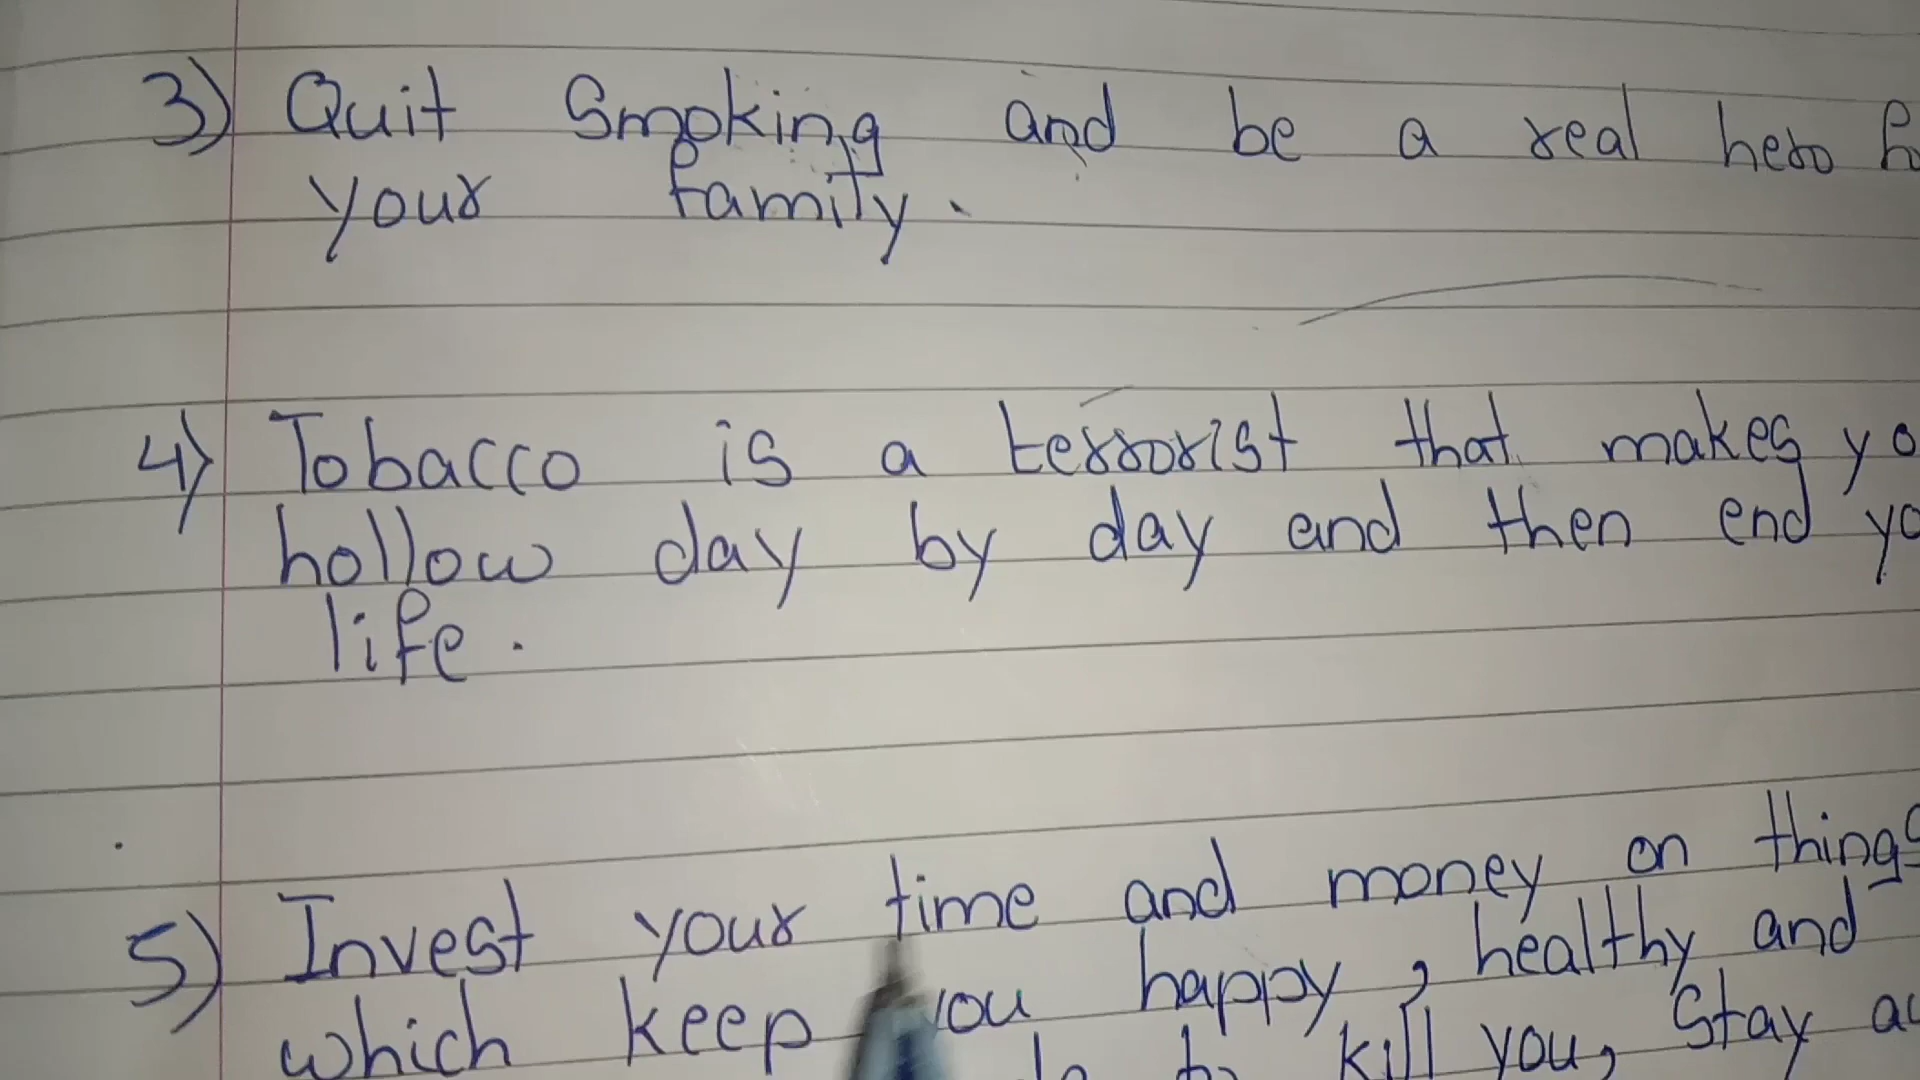 3) Quit Smoking and be a real hero
your family.
4) Tobacco is a terrorist that makes
hollow day by day and then end
life.
5) Invest your time and money on things
which keep you happy, healthy and
kill you, Stay